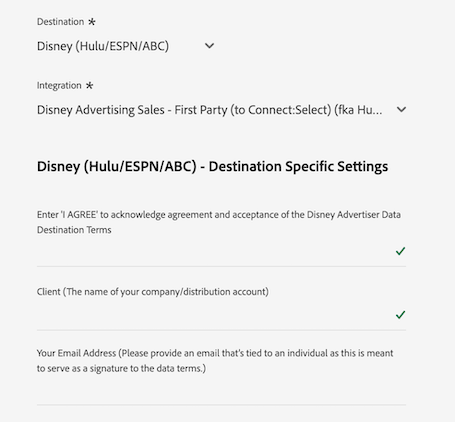 Destination *
Disney (Hulu/ESPN/ABC)
Integration *
Disney Advertising Sales - First Party (to Connect:Select) (fka Hu...
Disney (Hulu/ESPN/ABC) - Destination Specific Settings
Enter 'I AGREE' to acknowledge agreement and acceptance of the Disney Advertiser Data
Destination Terms
Client (The name of your company/distribution account)
Your Email Address (Please provide an email that's tied to an individual as this is meant
to serve as a signature to the data terms.)